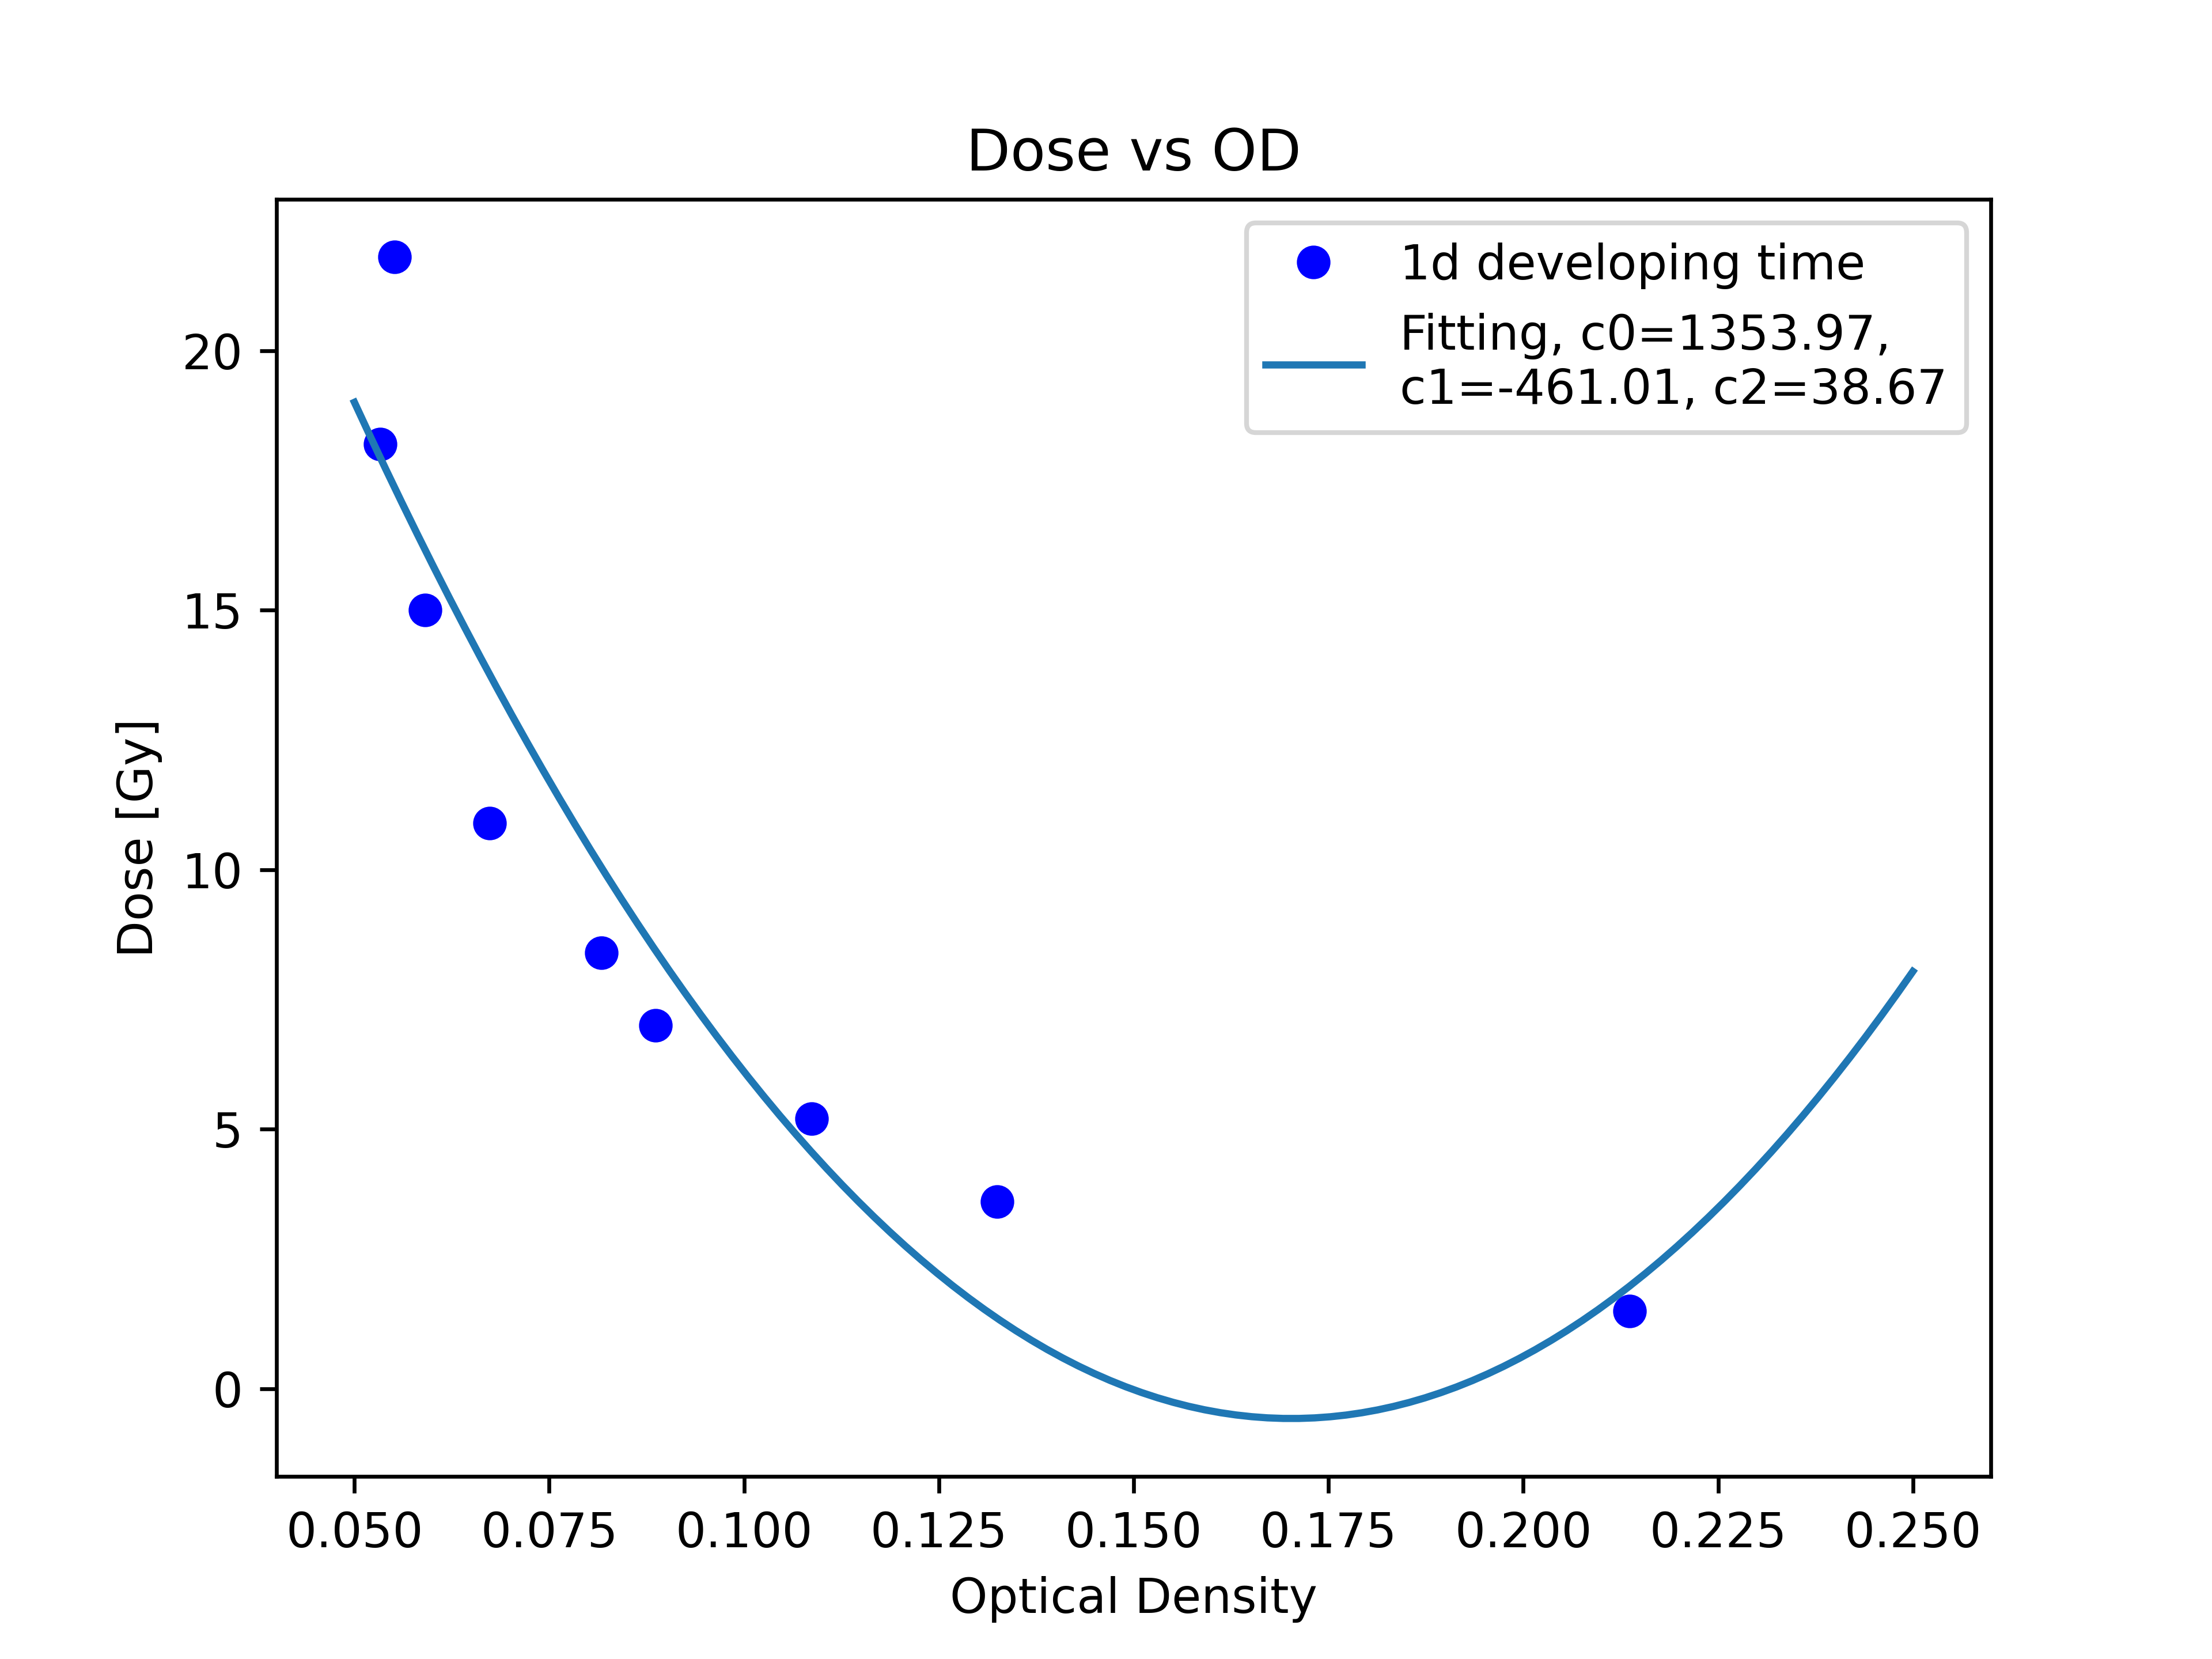 Dose vs OD
1d developing time
Fitting, c0=1353.97,
c1=-461.01, c2=38.67
Dose [Gy]
20
15
10
5
0
0.050 0.075 0.100 0.125 0.150 0.175 0.200 0.225 0.250
Optical Density